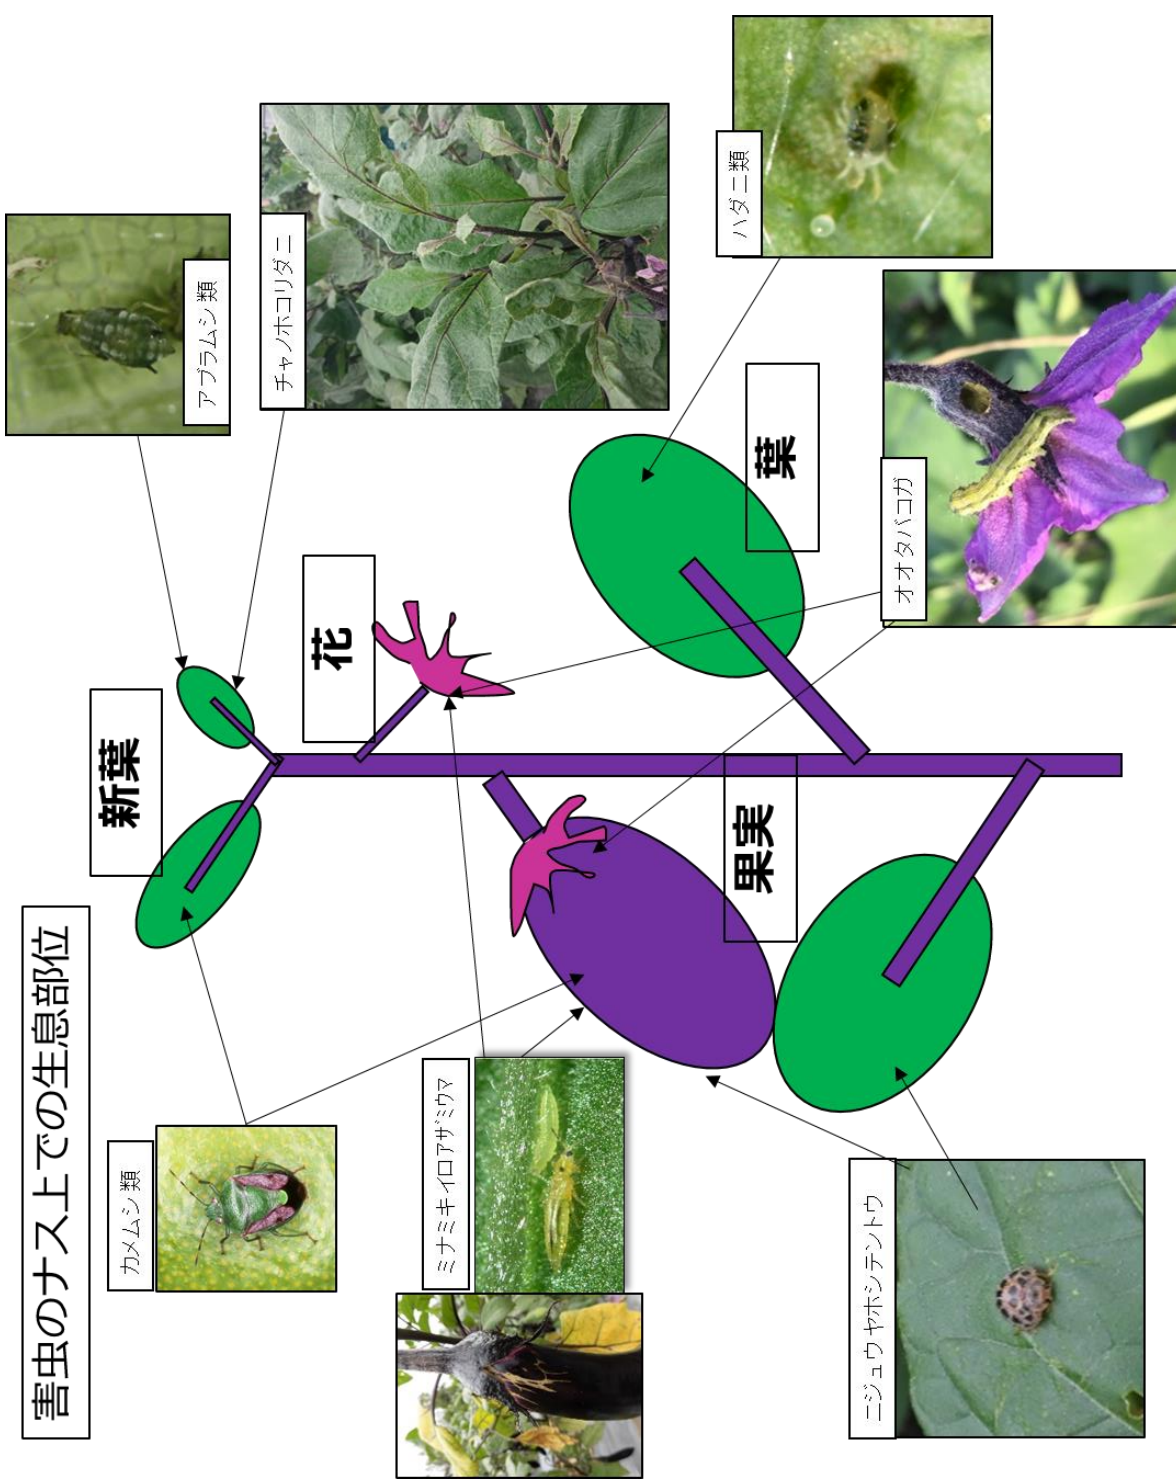 害虫のナス上での生息部位
カメムシ類
新葉
アブラムシ類
チャノホコリダニ
花
ミナミキイロアザミウマ
果実
葉
ハダニ類
オオタバコガ
ニジュウヤホシテントウ